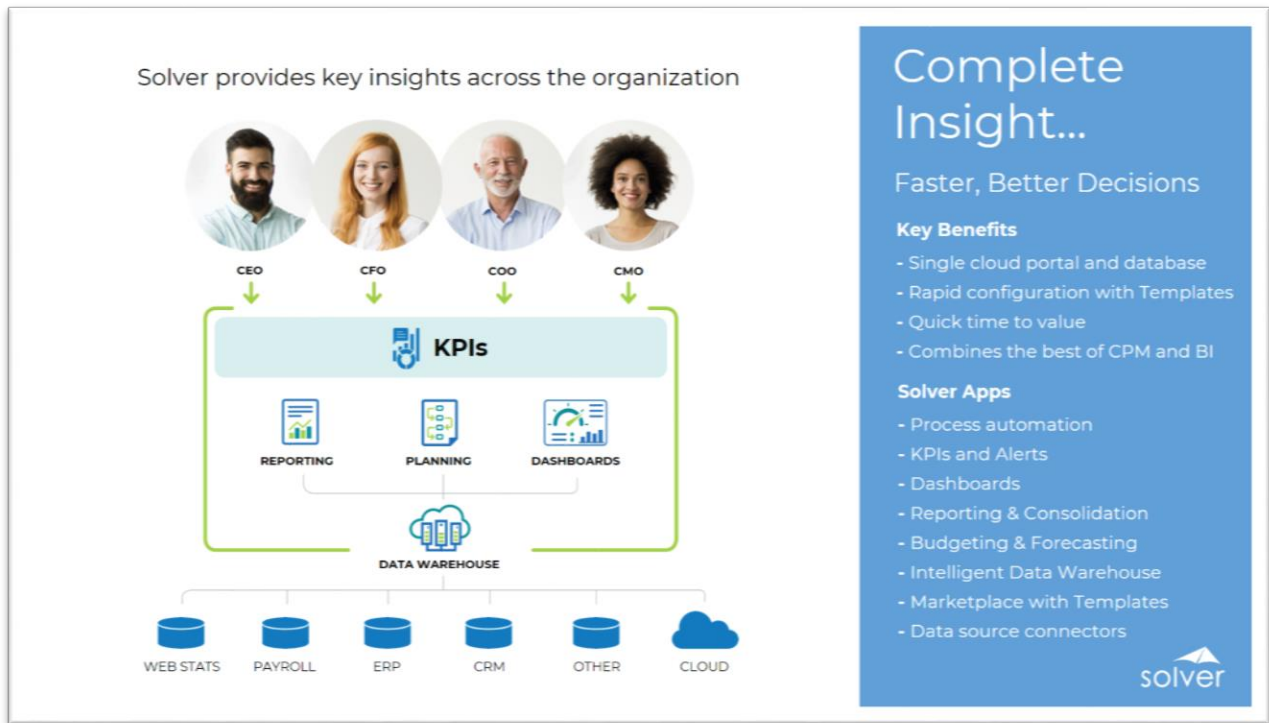 Solver provides key insights across the organization
CEO
CFO
COO
CMO
KPIs
REPORTING
PLANNING
DASHBOARDS
DATA WAREHOUSE
WEB STATS
PAYROLL
ERP
CRM
OTHER
CLOUD
Complete
Insight...
Faster, Better Decisions
Key Benefits
- Single cloud portal and database
- Rapid configuration with Templates
- Quick time to value
- Combines the best of CPM and BI
Solver Apps
- Process automation
- KPIs and Alerts
- Dashboards
- Reporting & Consolidation
- Budgeting & Forecasting
- Intelligent Data Warehouse
- Marketplace with Templates
- Data source connectors
solver